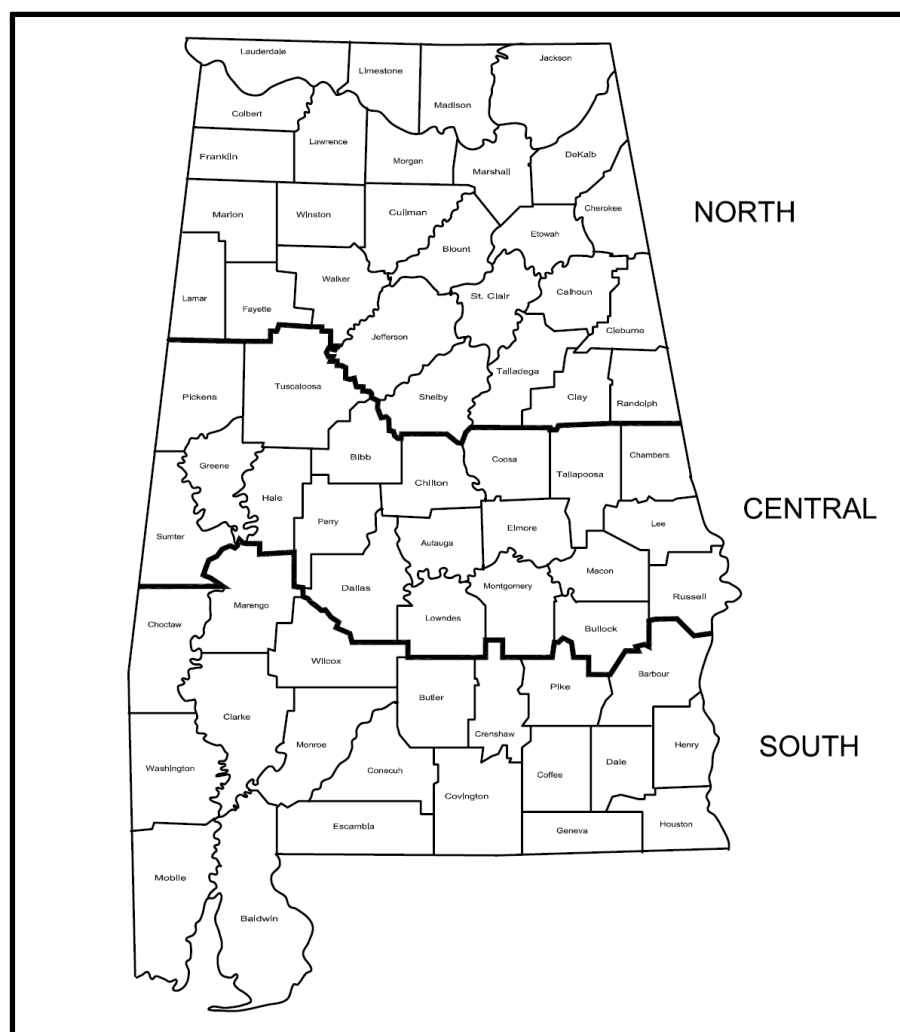 Lauderdale
Limestone
Jackson
Madison
Colbert
Lawrence
Franklin
Morgan
Marshall
DeKalb
Marion
Winston
Cullman
Cherokee
NORTH
Etowah
Blount
Walker
St. Clair
Calhoun
Lamar
Fayette
Jefferson
Cleburne
Talladega
Pickens
Tuscaloosa
Shelby
Clay
Randolph
Bibb
Coosa
Chambers
Greene
Chilton
Tallapoosa
Hale
CENTRAL
Perry
Elmore
Lee
Sumter
Autauga
Macon
Dallas
Montgomery
Russell
Marengo
Choctaw
Lowndes
Bullock
Wilcox
Barbour
Butler
Pike
Clarke
Crenshaw
Monroe
SOUTH
Henry
Washington
Conecuh
Coffee
Dale
Covington
Escambia
Geneva
Houston
Mobile
Baldwin